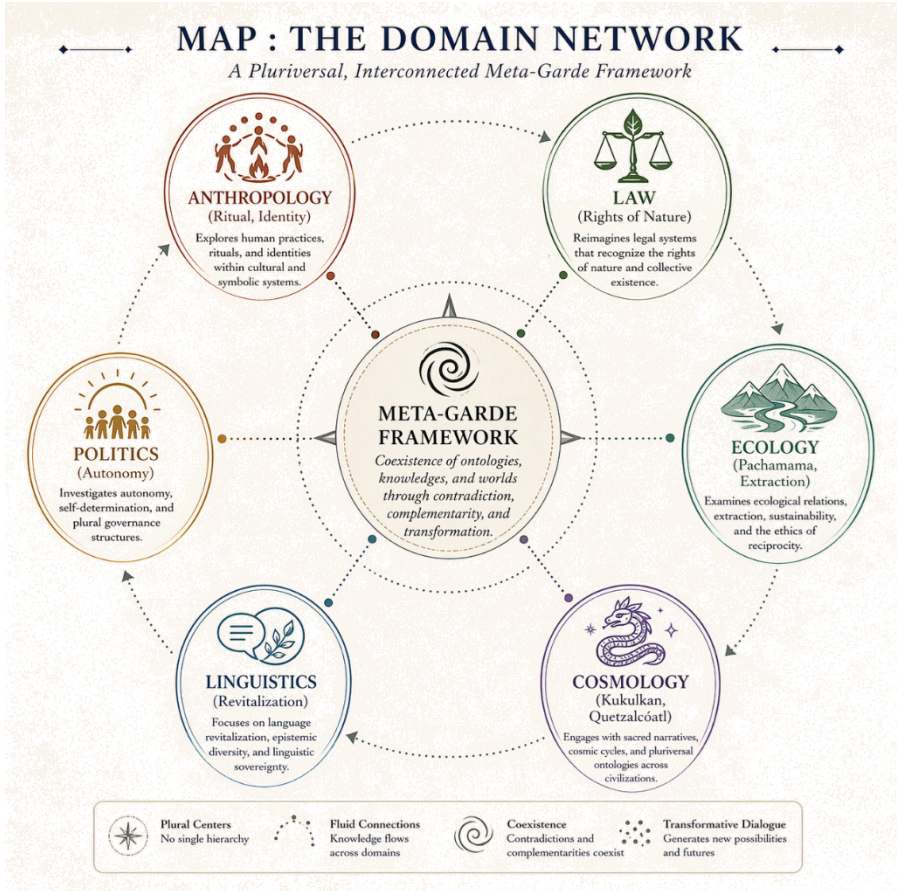 MAP : THE DOMAIN NETWORK
A Pluriversal, Interconnected Meta-Garde Framework
ANTHROPOLOGY
(Ritual, Identity)
Explores human practices,
rituals, and identities
within cultural and
symbolic systems.
LAW
(Rights of Nature)
Reimagines legal systems
that recognize the rights
of nature and collective
existence.
POLITICS
(Autonomy)
Investigates autonomy,
self-determination, and
plural governance
structures.
META-GARDE
FRAMEWORK
Coexistence of ontologies,
knowledges, and worlds
through contradiction,
complementarity, and
transformation.
ECOLOGY
(Pachamama,
Extraction)
Examines ecological relations,
extraction, sustainability,
and the ethics of
reciprocity.
LINGUISTICS
(Revitalization)
Focuses on language
revitalization, epistemic
diversity, and linguistic
sovereignty.
COSMOLOGY
(Kukulkan,
Quetzalcóatl)
Engages with sacred narratives,
cosmic cycles, and pluriversal
ontologies across
civilizations.
Plural Centers
No single hierarchy
Fluid Connections
Knowledge flows
across domains
Coexistence
Contradictions and
complementarities coexist
Transformative Dialogue
Generates new possibilities
and futures